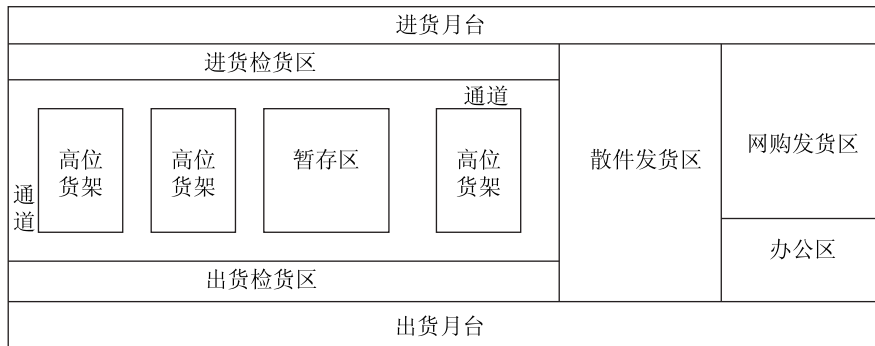 进货月台
进货检货区
通道
高位
货架
高位
货架
暂存区
高位
货架
通道
散件发货区
网购发货区
办公区
出货检货区
出货月台